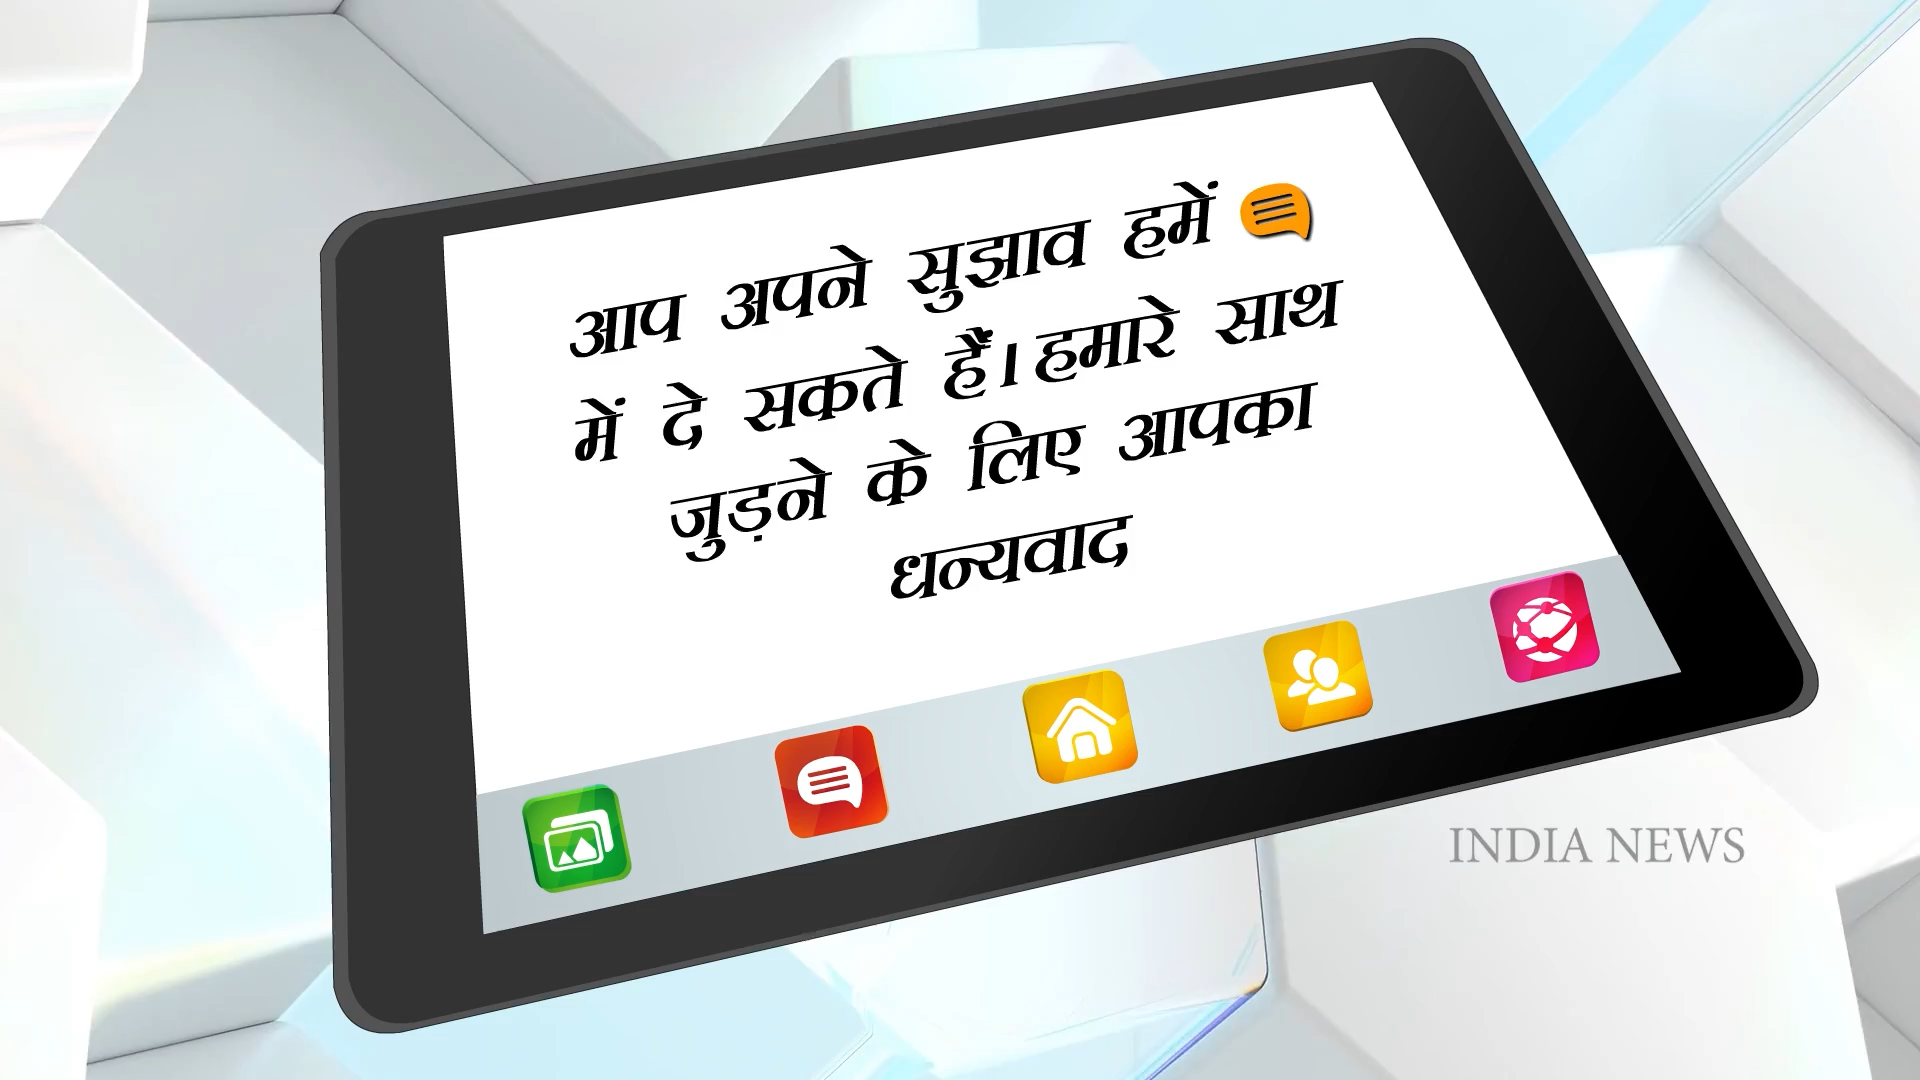 आप अपने सुझाव हमें
में दे सकते हैं। हमारे साथ
जुड़ने के लिए आपका
धन्यवाद
INDIA NEWS